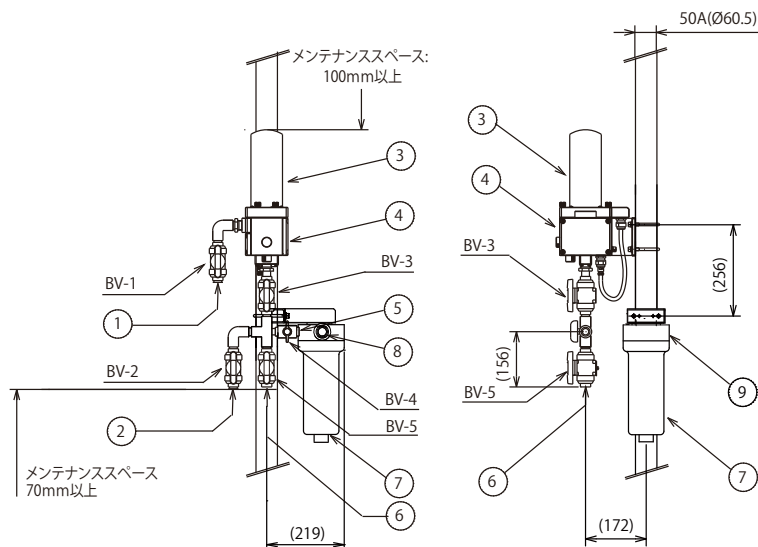 50A(Ø60.5)
メンテナンススペース:
100mm以上
3
3
4
4
BV-3
BV-3
BV-1
(256)
5
1
8
BV-2
(156)
9
BV-4
BV-5
BV-5
2
メンテナンススペース
70mm以上
7
6
6
7
(219)
(172)